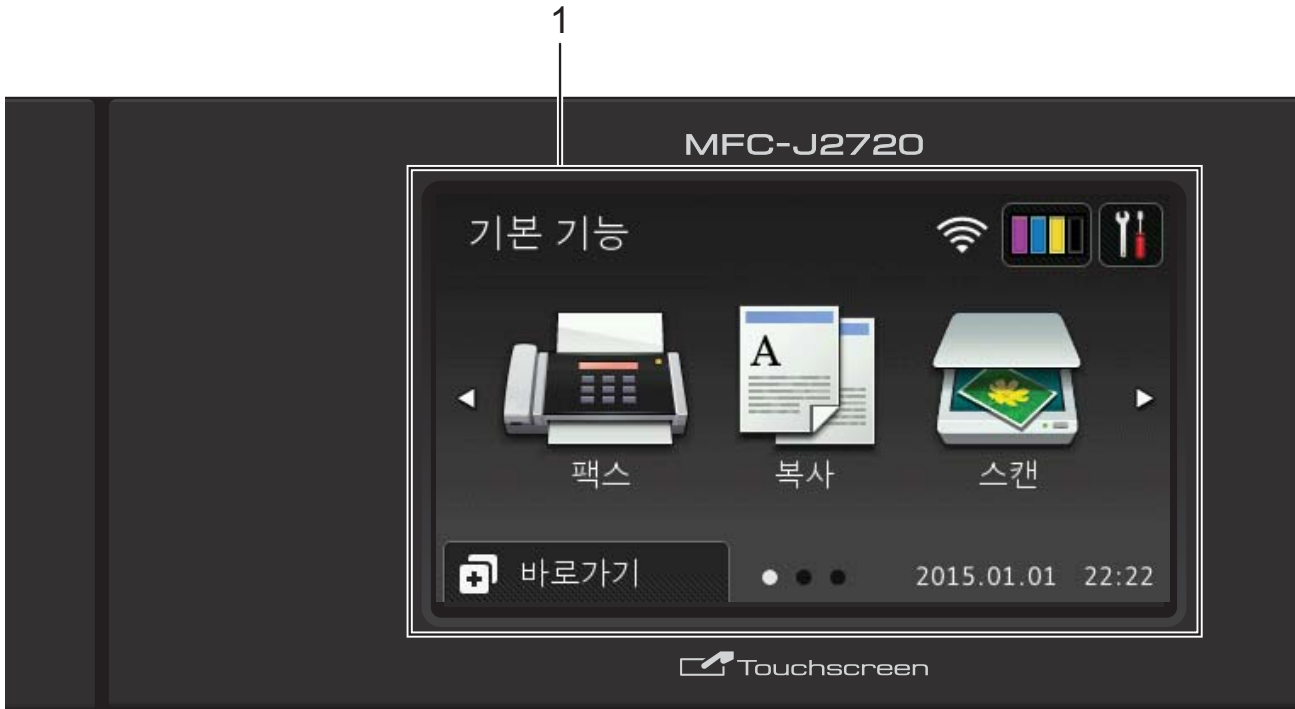 1
MFC-J2720
기본 기능
A
팩스
복사
스캔
바로가기
2015.01.01 22:22
Touchscreen